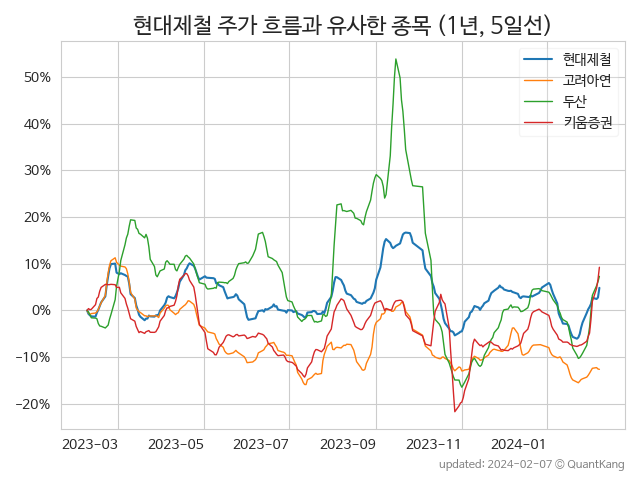 현대제철 주가 흐름과 유사한 종목 (1년, 5일선)
현대제철
고려아연
두산
키움증권
50%
40%
30%
20%
10%
0%
−10%
−20%
2023-03
2023-05
2023-07
2023-09
2023-11
2024-01
updated: 2024-02-07 © QuantKang